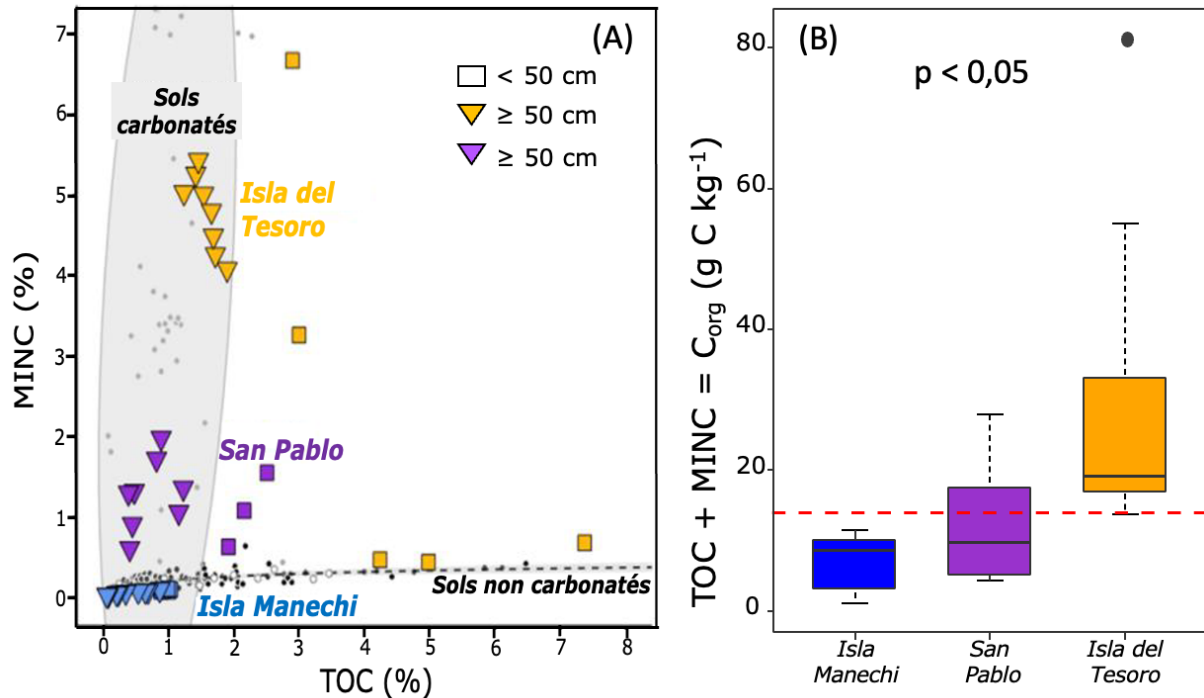 (A)
7
6
5
4
3
2
1
0
MINC (%)
Sols
carbonatés
< 50 cm
≥ 50 cm
≥ 50 cm
Isla del
Tesoro
San Pablo
Isla Manechi
Sols non carbonatés
0 1 2 3 4 5 6 7 8
TOC (%)
(B)
p < 0,05
80
60
40
20
0
TOC + MINC = Corg (g C kg-1)
Isla
Manechi
San
Pablo
Isla del
Tesoro